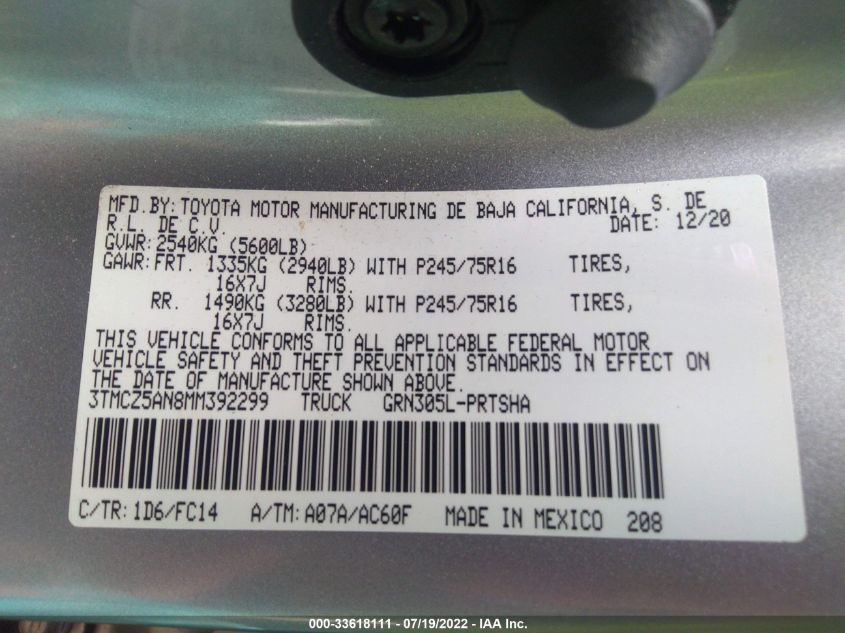 MFD.BY: TOYOTA MOTOR MANUFACTURING DE BAJA CALIFORNIA, S. DE
R.L. DE C.V. DATE: 12/20
GVWR: 2540KG (5600LB)
GAWR: FRT. 1335KG (2940LB) WITH P245/75R16 TIRES,
16X7J RIMS.
RR. 1490KG (3280LB) WITH P245/75R16 TIRES,
16X7J RIMS.
THIS VEHICLE CONFORMS TO ALL APPLICABLE FEDERAL MOTOR
VEHICLE SAFETY AND THEFT PREVENTION STANDARDS IN EFFECT ON
THE DATE OF MANUFACTURE SHOWN ABOVE.
3TMCZ5AN8MM392299 TRUCK GRN305L-PRTSHA
C/TR: 1D6/FC14 A/TM: A07A/AC60F MADE IN MEXICO 208
000-33618111 - 07/19/2022 - IAA Inc.